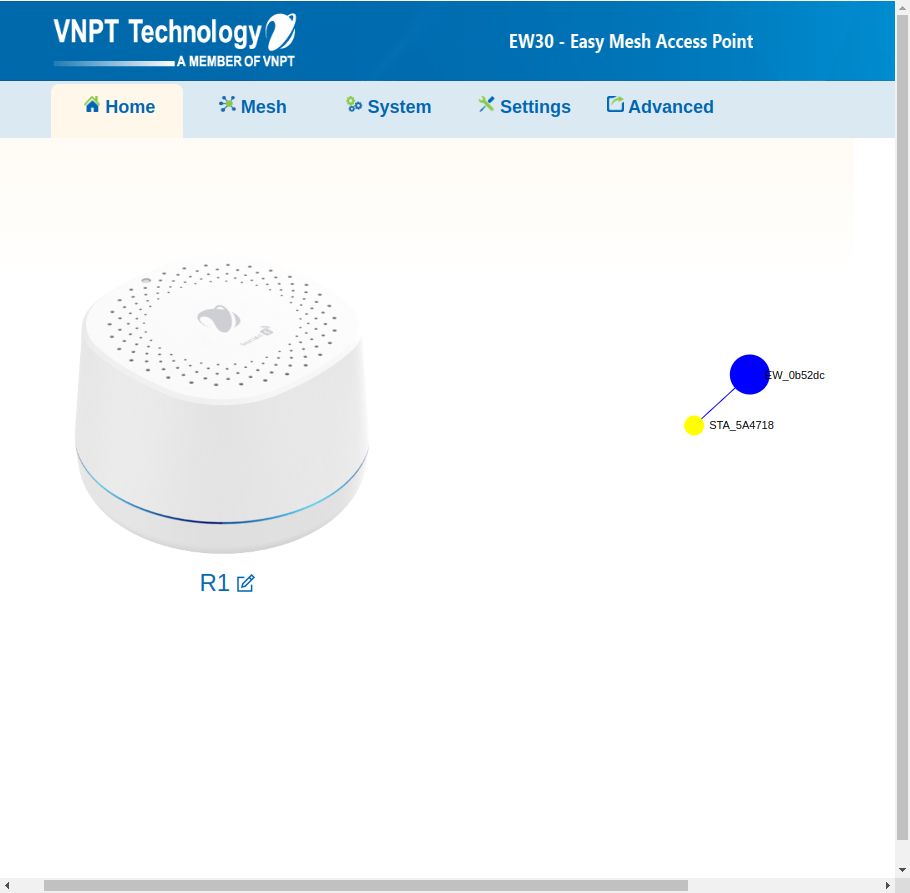 VNPT Technology
A MEMBER OF VNPT
EW30 - Easy Mesh Access Point
Home
Mesh
System
Settings
Advanced
EW_0b52dc
STA_5A4718
R1